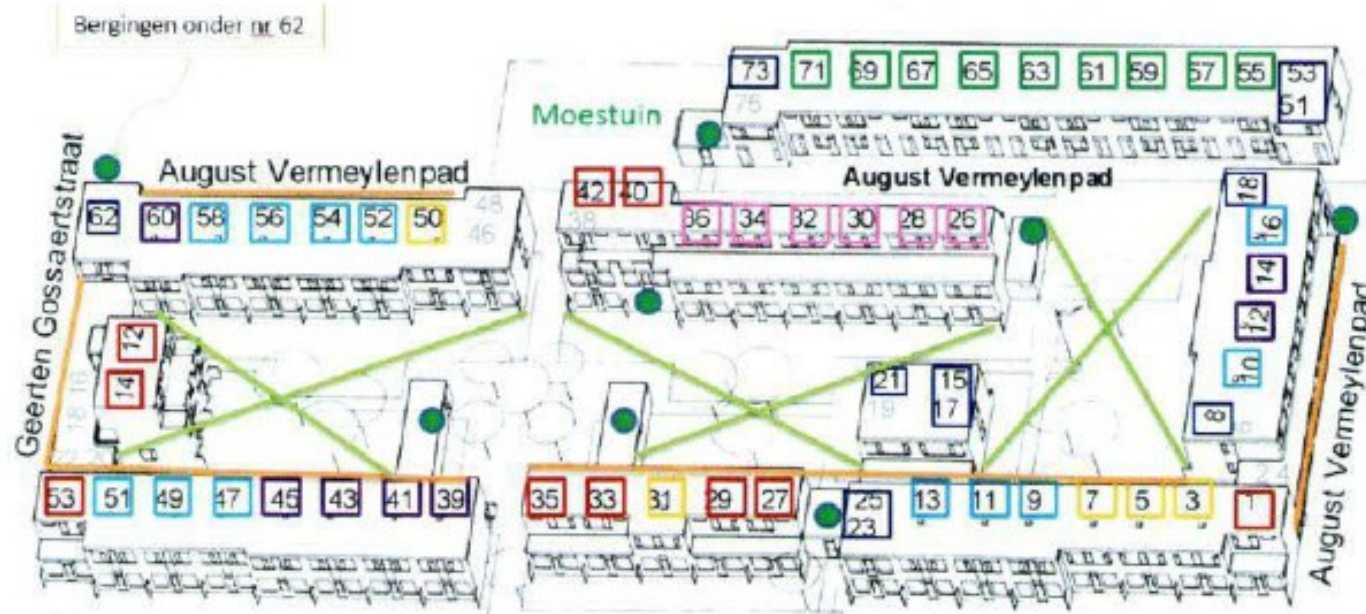 Bergingen onder nr 62
73 71 69 67 65 63 61 59 57 55 53
75 51
Moestuin
August Vermeylenpad
August Vermeylenpad
42 40
38
18
62 60 58 56 54 52 50 48
46
36 34 32 30 28 26
16
14
12
10
8
Geerten Gossaertstraat
12
14
16
18
21 15
19 17
August Vermeylenpad
2 4
53 51 49 47 45 43 41 39
35 33 31 29 27
25 13 11 9 7 5 3 1
23